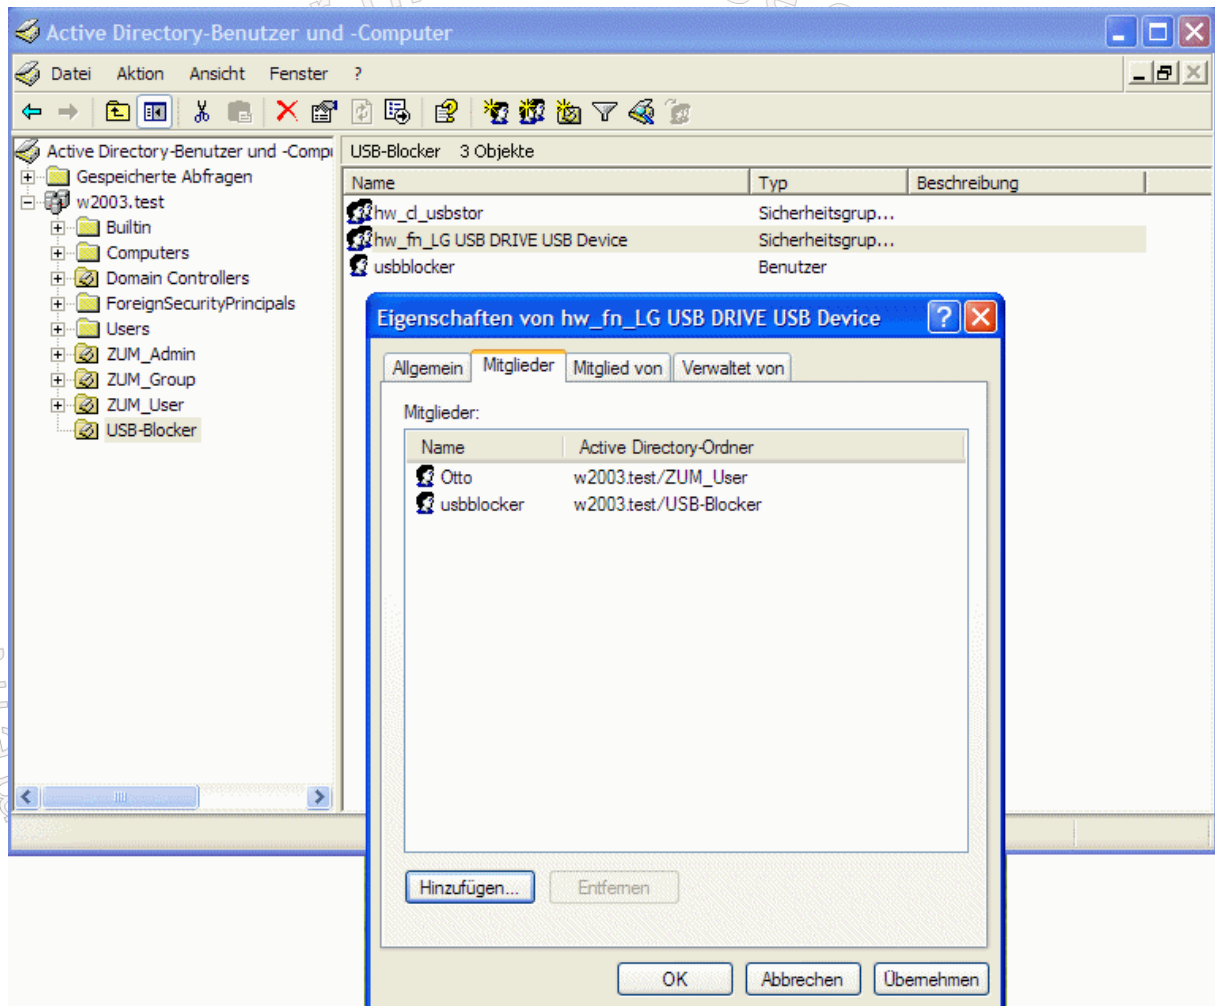 Active Directory-Benutzer und -Computer
Datei Aktion Ansicht Fenster ?
Active Directory-Benutzer und -Compu
Gespeicherte Abfragen
w2003.test
Builtin
Computers
Domain Controllers
ForeignSecurityPrincipals
Users
ZUM_Admin
ZUM_Group
ZUM_User
USB-Blocker
USB-Blocker 3 Objekte
Name Typ Beschreibung
hw_cl_usbstor Sicherheitsgrup...
hw_fn_LG USB DRIVE USB Device Sicherheitsgrup...
usbblocker Benutzer
Eigenschaften von hw_fn_LG USB DRIVE USB Device
Allgemein Mitglieder Mitglied von Verwaltet von
Mitglieder:
Name Active Directory-Ordner
Otto w2003.test/ZUM_User
usbblocker w2003.test/USB-Blocker
Hinzufügen... Entfernen
OK Abbrechen Übernehmen